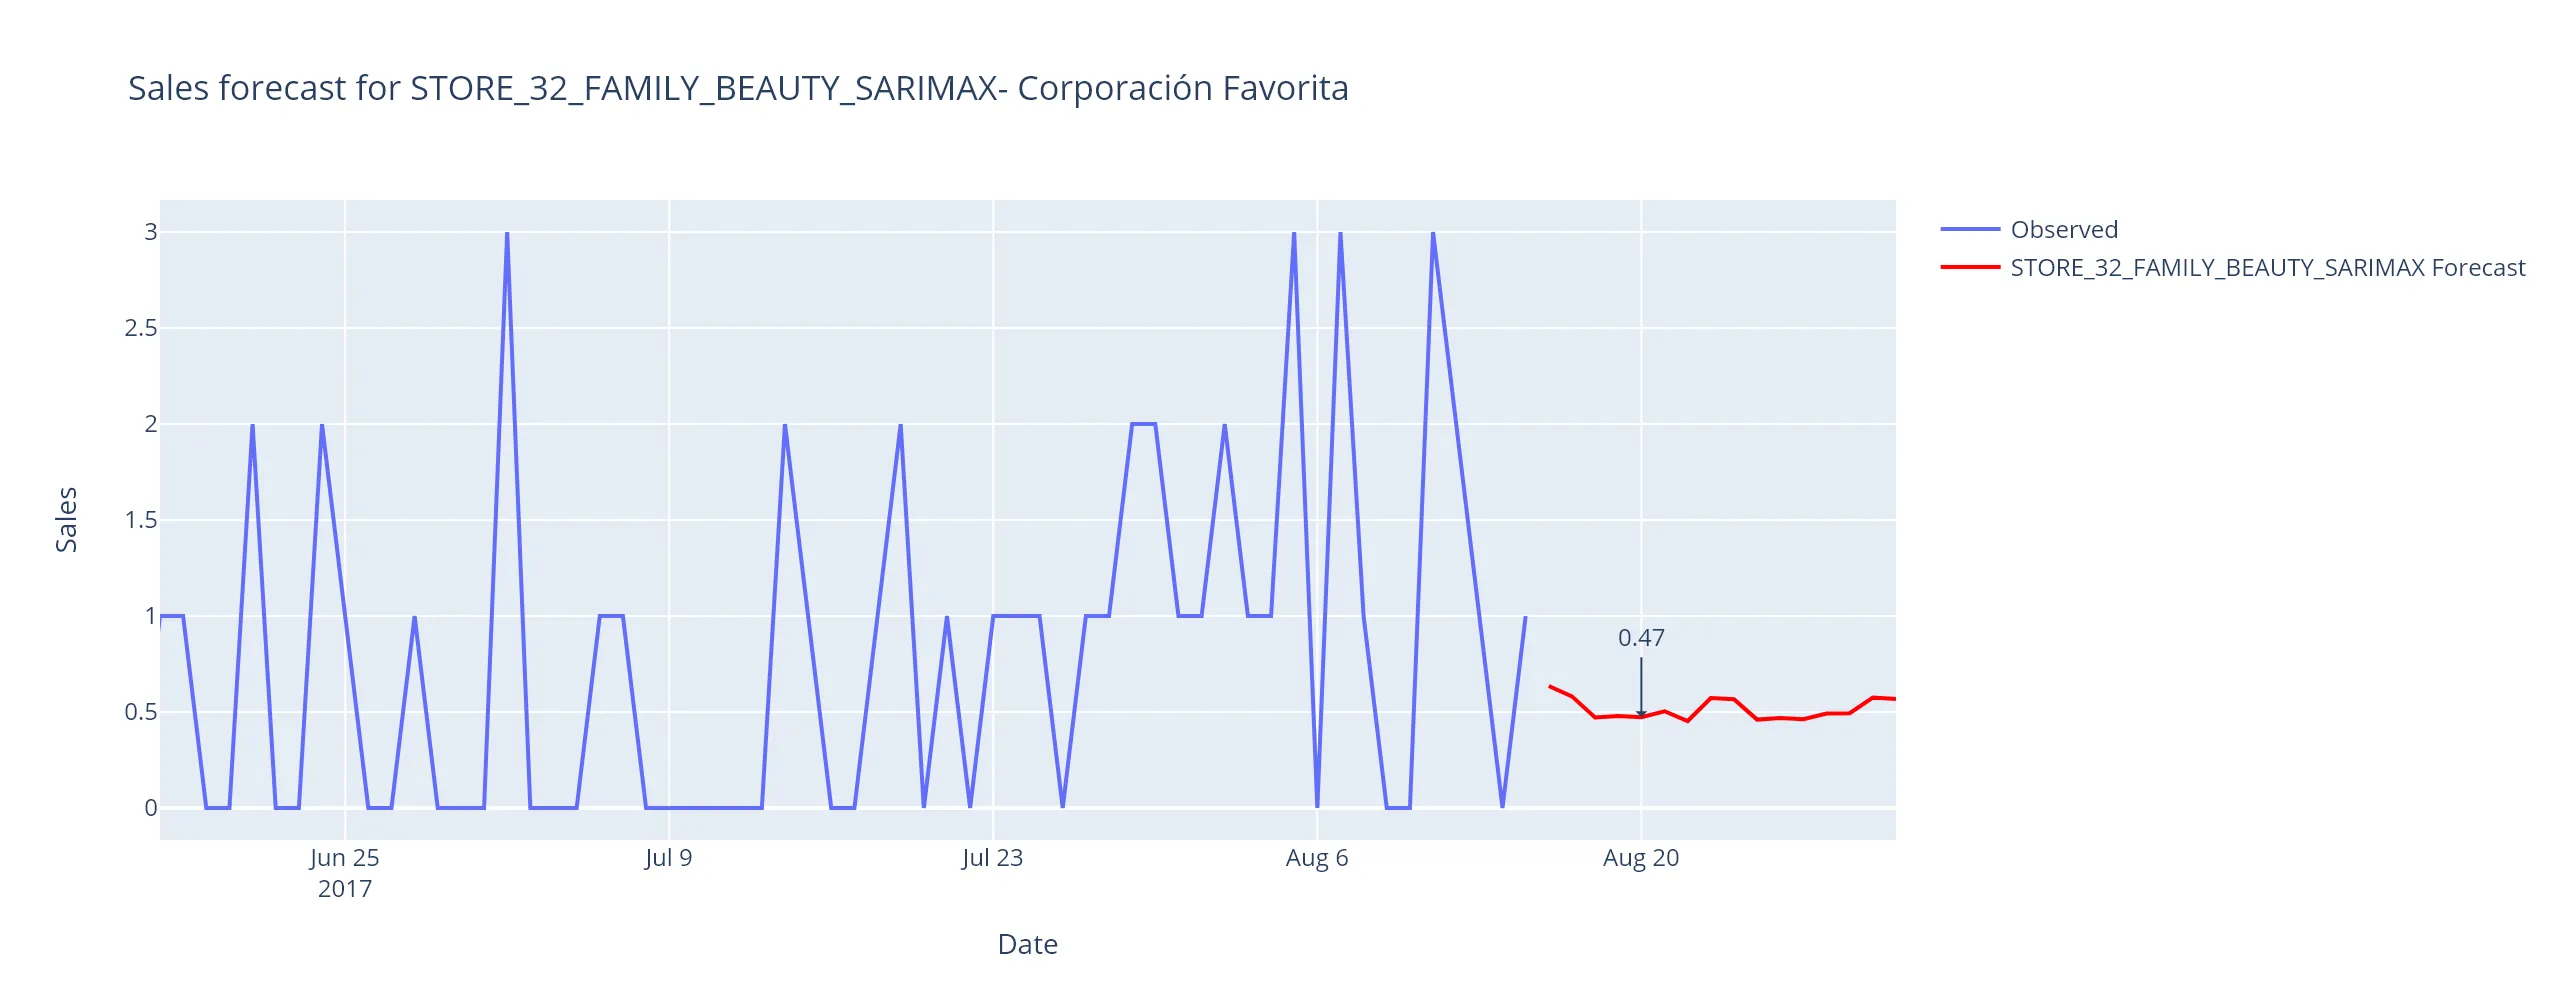 Sales forecast for STORE_32_FAMILY_BEAUTY_SARIMAX- Corporación Favorita
Observed
STORE_32_FAMILY_BEAUTY_SARIMAX Forecast
3
2.5
2
1.5
1
0.5
0
Sales
0.47
Jun 25
2017
Jul 9
Jul 23
Aug 6
Aug 20
Date